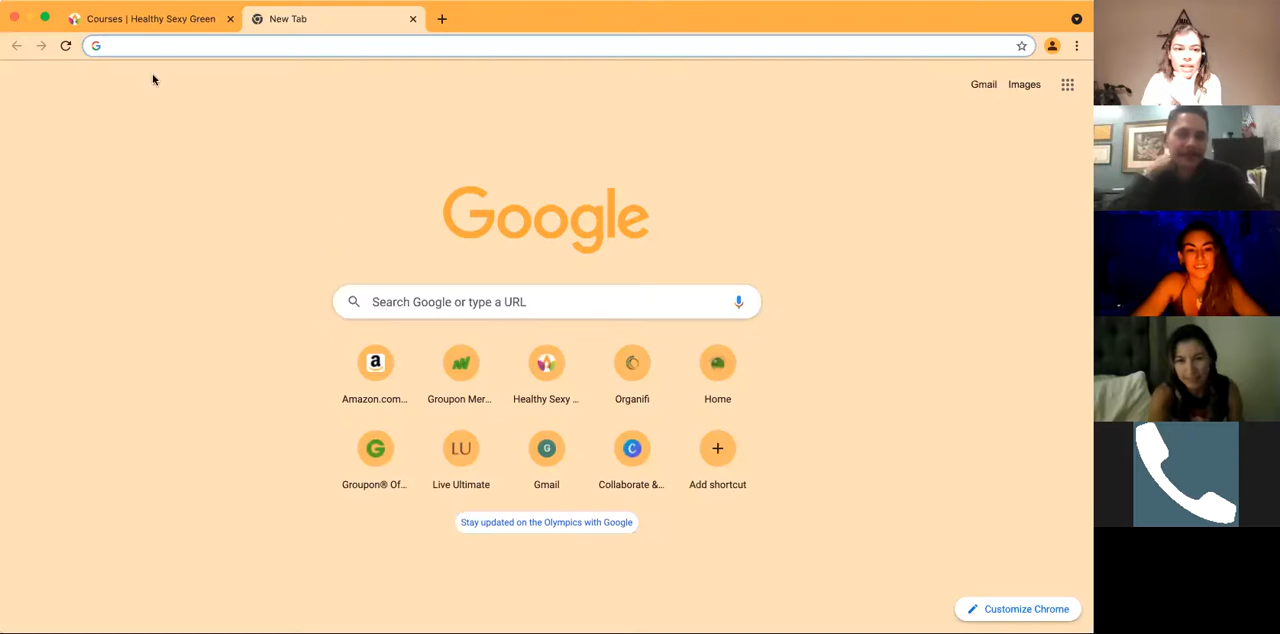 Courses | Healthy Sexy Green
New Tab
Gmail Images
Google
Search Google or type a URL
a
Amazon.com...
Groupon Mer...
Healthy Sexy ...
Organifi
Home
G LU G C
Groupon® Of...
Live Ultimate
Gmail
Collaborate &...
Add shortcut
Stay updated on the Olympics with Google
Customize Chrome